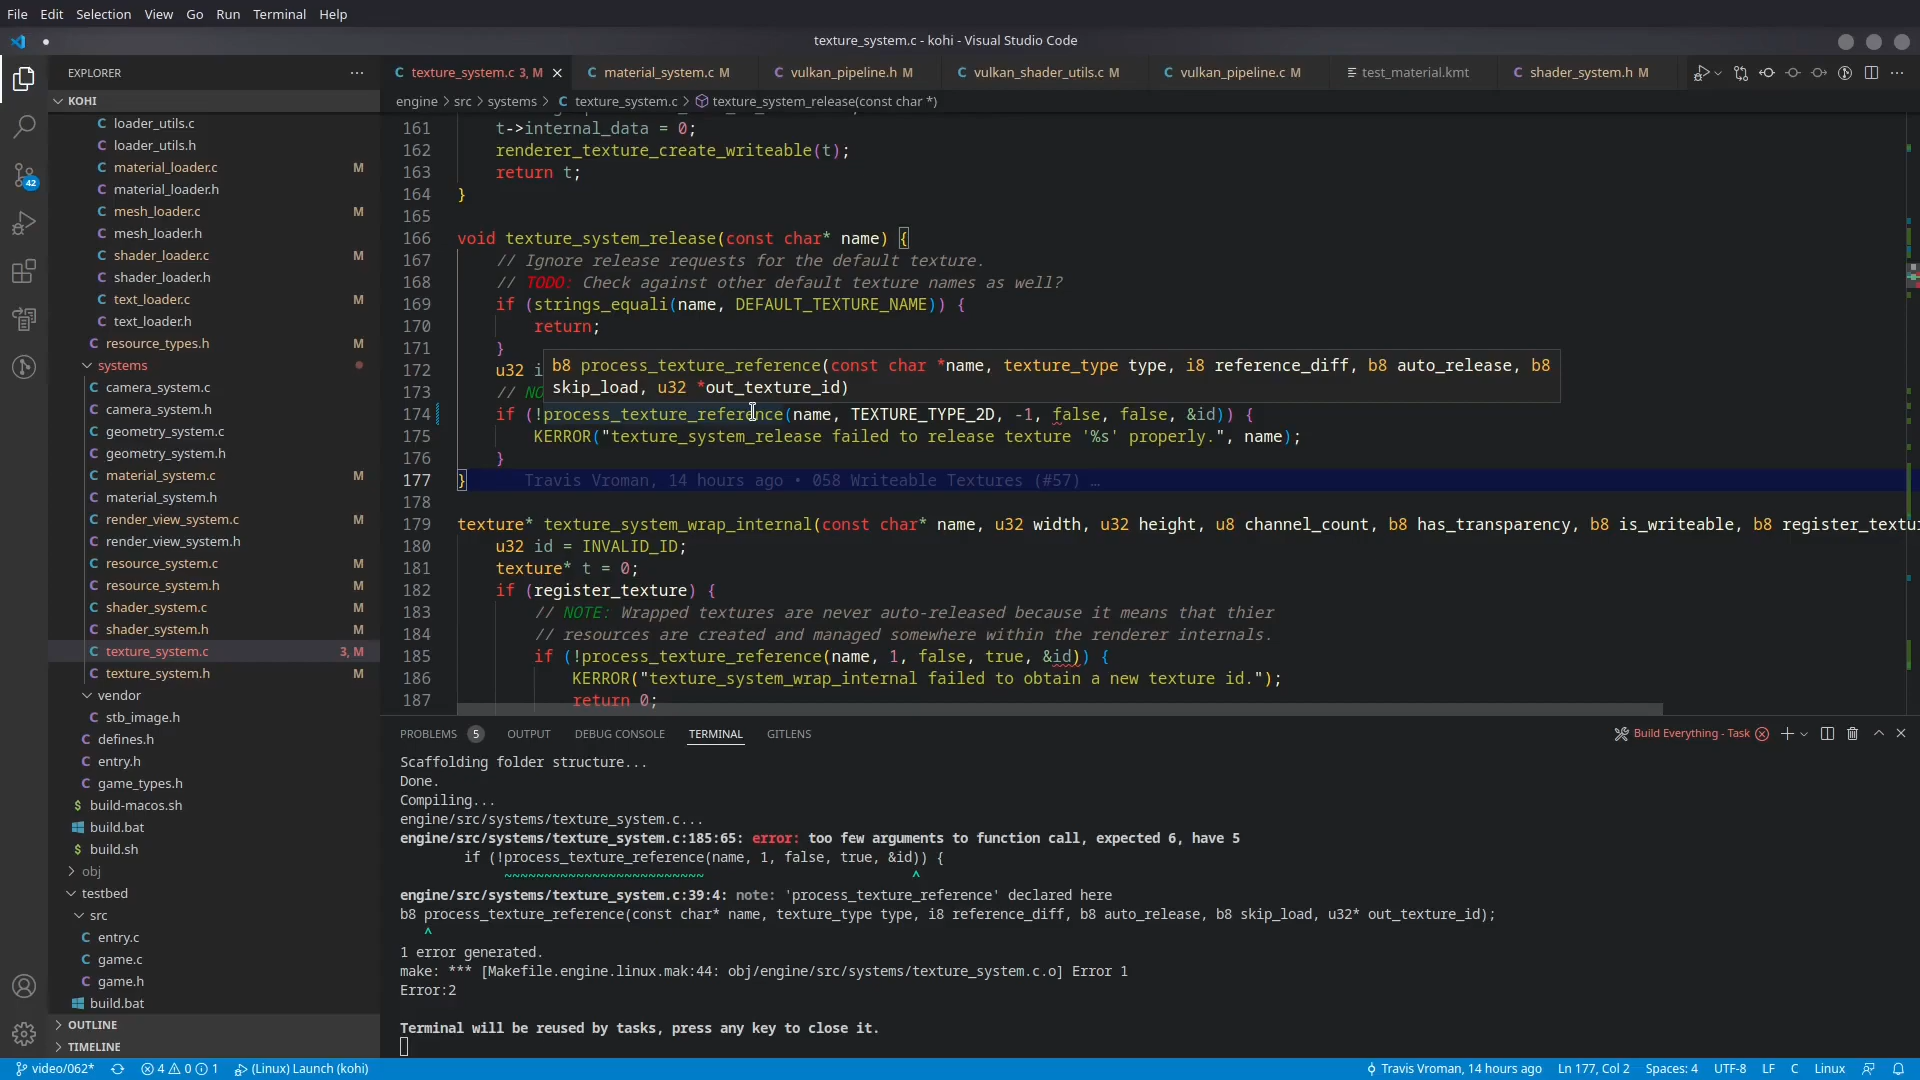 File Edit Selection View Go Run Terminal Help
texture_system.c - kohi - Visual Studio Code
EXPLORER
texture_system.c 3, M
material_system.c M
vulkan_pipeline.h M
vulkan_shader_utils.c M
vulkan_pipeline.c M
test_material.kmt
shader_system.h M
KOHI
engine > src > systems > C texture_system.c > texture_system_release(const char *)
C loader_utils.c
C loader_utils.h
C material_loader.c M
C material_loader.h
C mesh_loader.c M
C mesh_loader.h
C shader_loader.c M
C shader_loader.h
C text_loader.c M
C text_loader.h
C resource_types.h M
systems
C camera_system.c
C camera_system.h
C geometry_system.c
C geometry_system.h
C material_system.c M
C material_system.h
C render_view_system.c M
C render_view_system.h
C resource_system.c M
C resource_system.h M
C shader_system.c M
C shader_system.h M
C texture_system.c 3, M
C texture_system.h M
vendor
C stb_image.h
C defines.h
C entry.h
C game_types.h
$ build-macos.sh
build.bat
$ build.sh
obj
testbed
src
C entry.c
C game.c
C game.h
build.bat
OUTLINE
TIMELINE
42
161 t->internal_data = 0;
162 renderer_texture_create_writeable(t);
163 return t;
164 }
165
166 void texture_system_release(const char* name) {
167 // Ignore release requests for the default texture.
168 // TODO: Check against other default texture names as well?
169 if (strings_equali(name, DEFAULT_TEXTURE_NAME)) {
170 return;
171 }
172 u32 i
b8 process_texture_reference(const char *name, texture_type type, i8 reference_diff, b8 auto_release, b8
skip_load, u32 *out_texture_id)
173 // NO
174 if (!process_texture_reference(name, TEXTURE_TYPE_2D, -1, false, false, &id)) {
175 KERROR("texture_system_release failed to release texture '%s' properly.", name);
176 }
177 } Travis Vroman, 14 hours ago • 058 Writeable Textures (#57) …
178
179 texture* texture_system_wrap_internal(const char* name, u32 width, u32 height, u8 channel_count, b8 has_transparency, b8 is_writeable, b8 register_textu
180 u32 id = INVALID_ID;
181 texture* t = 0;
182 if (register_texture) {
183 // NOTE: Wrapped textures are never auto-released because it means that thier
184 // resources are created and managed somewhere within the renderer internals.
185 if (!process_texture_reference(name, 1, false, true, &id)) {
186 KERROR("texture_system_wrap_internal failed to obtain a new texture id.");
187 return 0;
PROBLEMS 5 OUTPUT DEBUG CONSOLE TERMINAL GITLENS
Build Everything - Task
Scaffolding folder structure...
Done.
Compiling...
engine/src/systems/texture_system.c...
engine/src/systems/texture_system.c:185:65: error: too few arguments to function call, expected 6, have 5
if (!process_texture_reference(name, 1, false, true, &id)) {
~~~~~~~~~~~~~~~~~~~~~~~~~ ^
engine/src/systems/texture_system.c:39:4: note: 'process_texture_reference' declared here
b8 process_texture_reference(const char* name, texture_type type, i8 reference_diff, b8 auto_release, b8 skip_load, u32* out_texture_id);
^
1 error generated.
make: *** [Makefile.engine.linux.mak:44: obj/engine/src/systems/texture_system.c.o] Error 1
Error:2
Terminal will be reused by tasks, press any key to close it.
video/062* 4 0 1 (Linux) Launch (kohi) Travis Vroman, 14 hours ago Ln 177, Col 2 Spaces: 4 UTF-8 LF C Linux